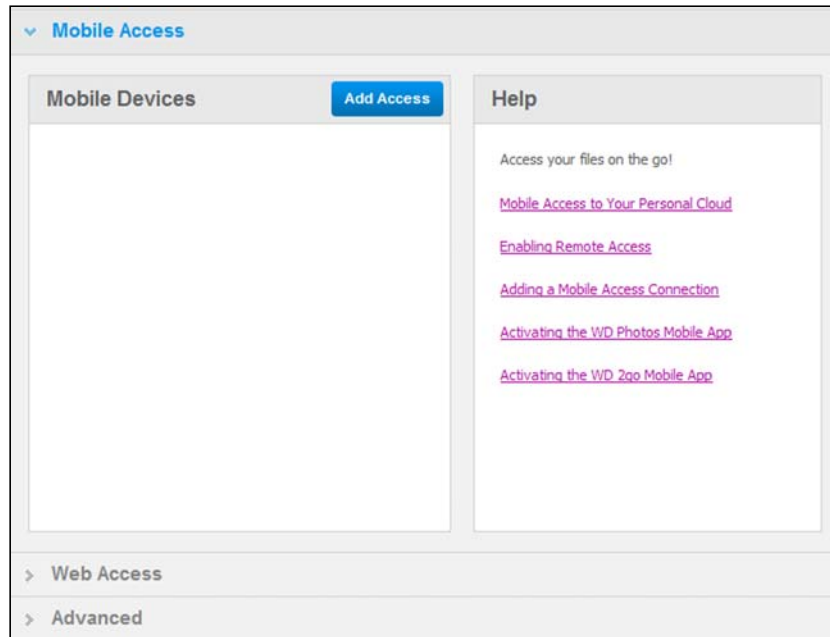 Mobile Access
Mobile Devices
Add Access
Help
Access your files on the go!
Mobile Access to Your Personal Cloud
Enabling Remote Access
Adding a Mobile Access Connection
Activating the WD Photos Mobile App
Activating the WD 2go Mobile App
Web Access
Advanced